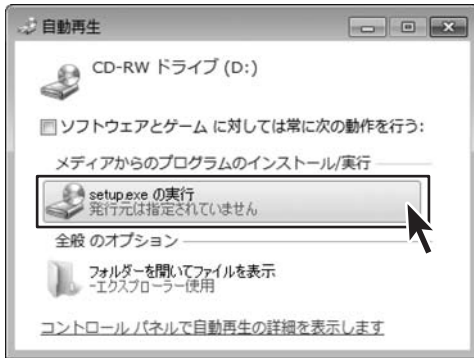 自動再生
CD-RW ドライブ (D:)
ソフトウェアとゲーム に対しては常に次の動作を行う:
メディアからのプログラムのインストール/実行
setup.exe の実行
発行元は指定されていません
全般 のオプション
フォルダーを開いてファイルを表示
-エクスプローラー使用
コントロール パネルで自動再生の詳細を表示します